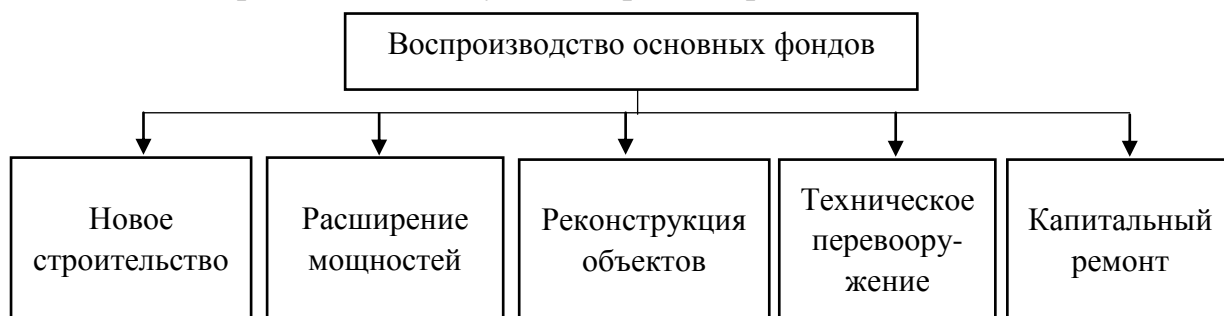 Воспроизводство основных фондов
Новое
строительство
Расширение
мощностей
Реконструкция
объектов
Техническое
перевоору-
жение
Капитальный
ремонт